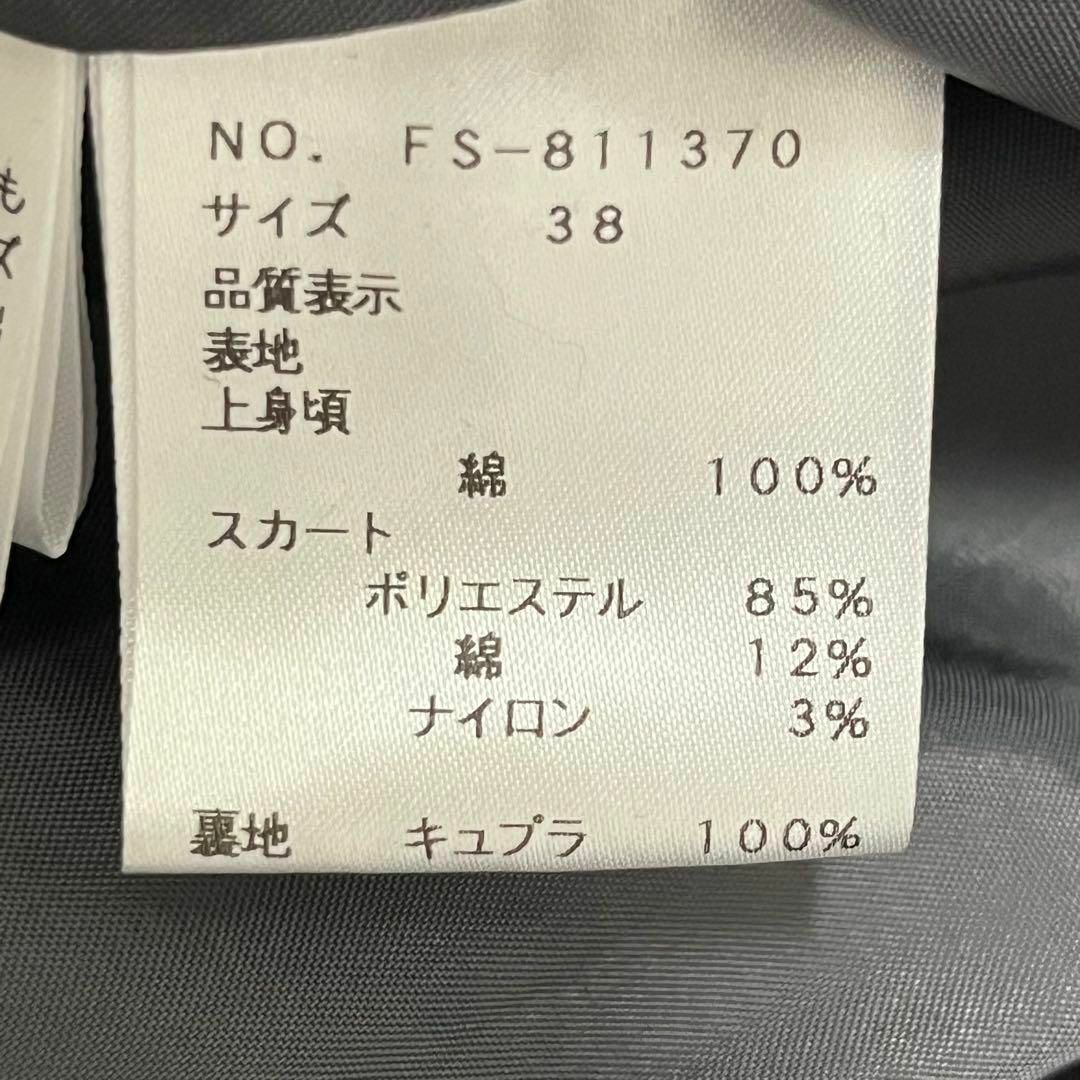 NO. FS-811370
サイズ 38
品質表示
表地
上身頃
綿 100%
スカート
ポリエステル 85%
綿 12%
ナイロン 3%
裏地 キュプラ 100%
も